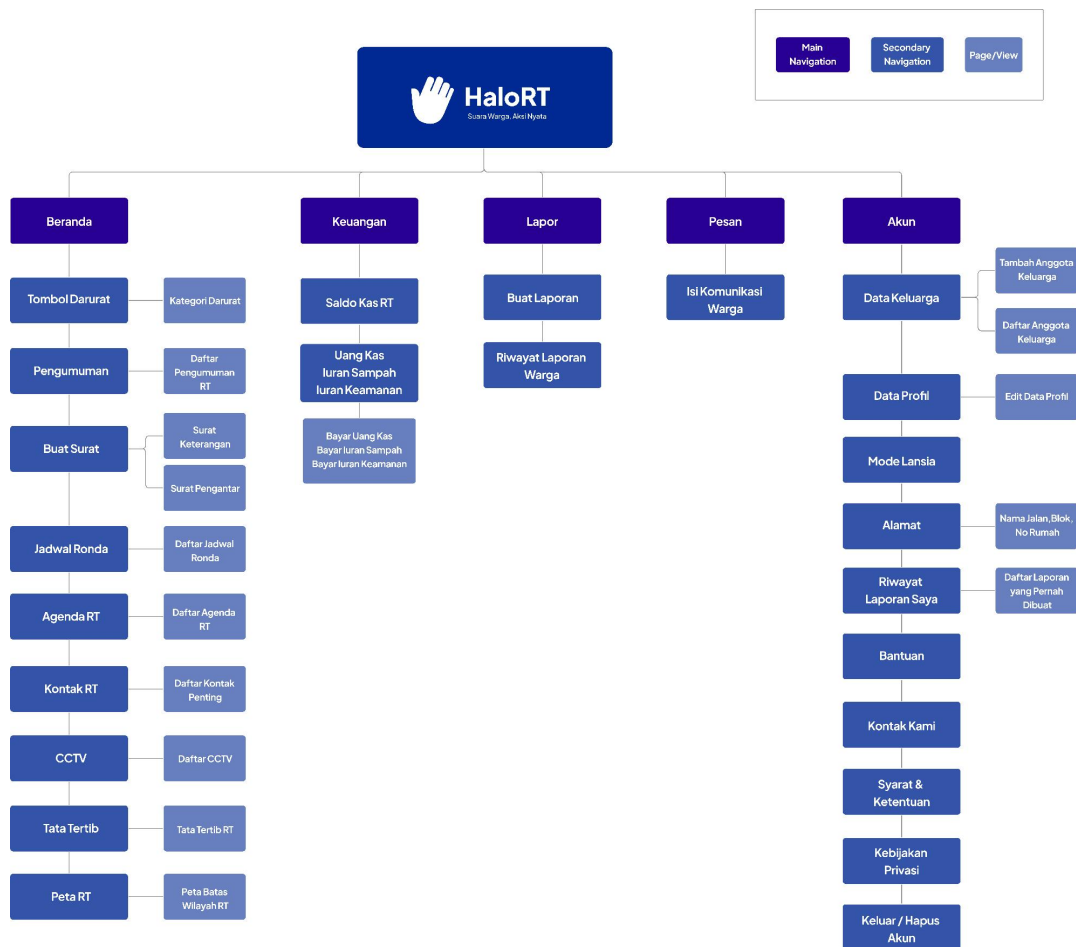 Main
Navigation
Secondary
Navigation
Page/View
HaloRT
Suara Warga, Aksi Nyata
Beranda
Keuangan
Lapor
Pesan
Akun
Tombol Darurat
Kategori Darurat
Pengumuman
Daftar
Pengumuman
RT
Buat Surat
Surat
Keterangan
Surat Pengantar
Jadwal Ronda
Daftar Jadwal
Ronda
Agenda RT
Daftar Agenda
RT
Kontak RT
Daftar Kontak
Penting
CCTV
Daftar CCTV
Tata Tertib
Tata Tertib RT
Peta RT
Peta Batas
Wilayah RT
Saldo Kas RT
Uang Kas
Iuran Sampah
Iuran Keamanan
Bayar Uang Kas
Bayar Iuran Sampah
Bayar Iuran Keamanan
Buat Laporan
Riwayat Laporan
Warga
Isi Komunikasi
Warga
Data Keluarga
Tambah Anggota
Keluarga
Daftar Anggota
Keluarga
Data Profil
Edit Data Profil
Mode Lansia
Alamat
Nama Jalan, Blok,
No Rumah
Riwayat
Laporan Saya
Daftar Laporan
yang Pernah
Dibuat
Bantuan
Kontak Kami
Syarat &
Ketentuan
Kebijakan
Privasi
Keluar / Hapus
Akun